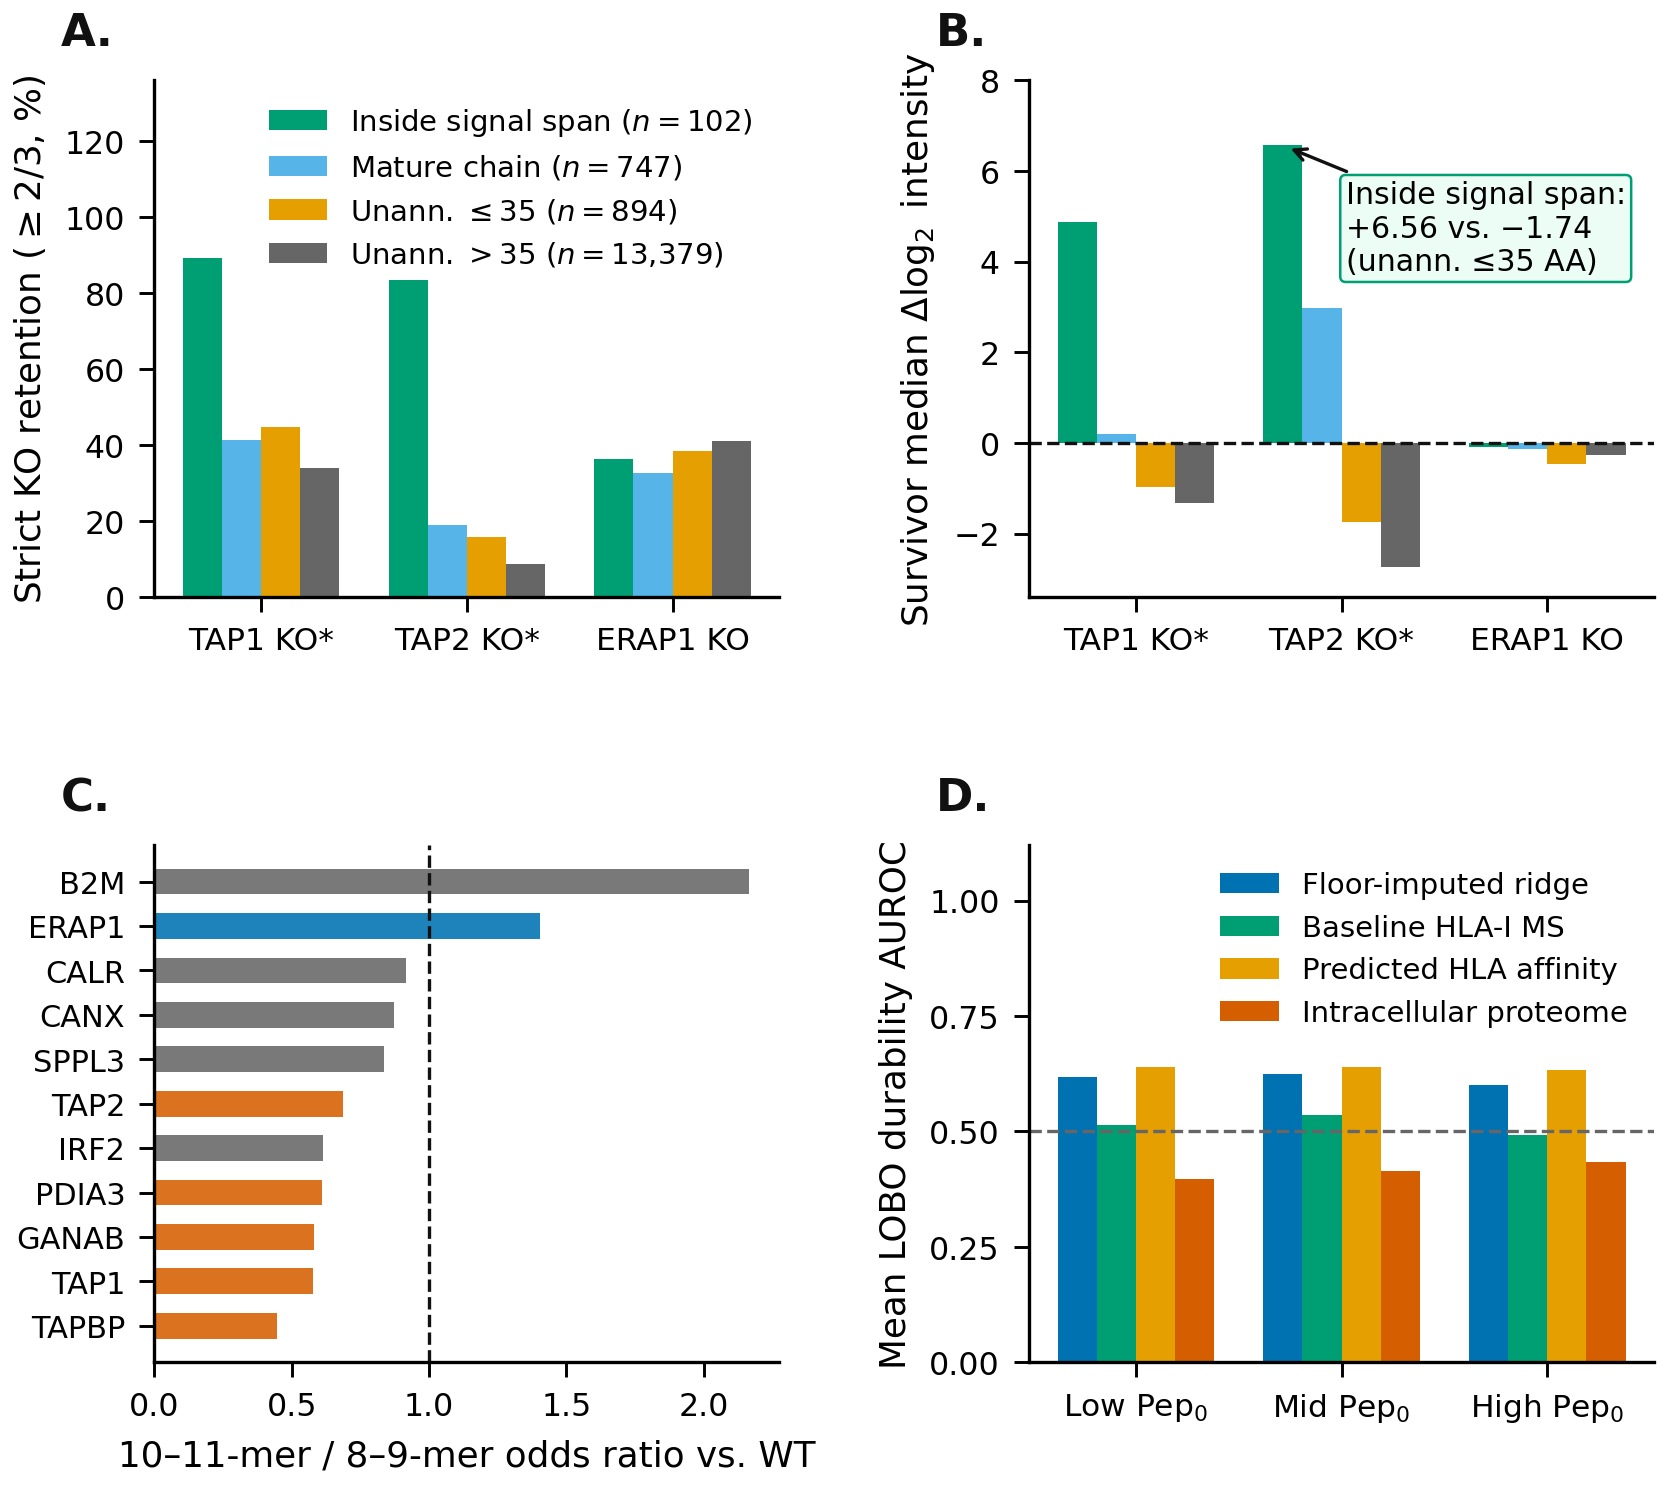 A.
Strict KO retention (≥2/3, %)
120
100
80
60
40
20
0
Inside signal span (n = 102)
Mature chain (n = 747)
Unann. ≤35 (n = 894)
Unann. >35 (n = 13,379)
TAP1 KO*
TAP2 KO*
ERAP1 KO
B.
Survivor median Δlog₂ intensity
8
6
4
2
0
−2
Inside signal span:
+6.56 vs. −1.74
(unann. ≤35 AA)
TAP1 KO*
TAP2 KO*
ERAP1 KO
C.
B2M
ERAP1
CALR
CANX
SPPL3
TAP2
IRF2
PDIA3
GANAB
TAP1
TAPBP
0.0
0.5
1.0
1.5
2.0
10–11-mer / 8–9-mer odds ratio vs. WT
D.
Mean LOBO durability AUROC
1.00
0.75
0.50
0.25
0.00
Floor-imputed ridge
Baseline HLA-I MS
Predicted HLA affinity
Intracellular proteome
Low Pep₀
Mid Pep₀
High Pep₀